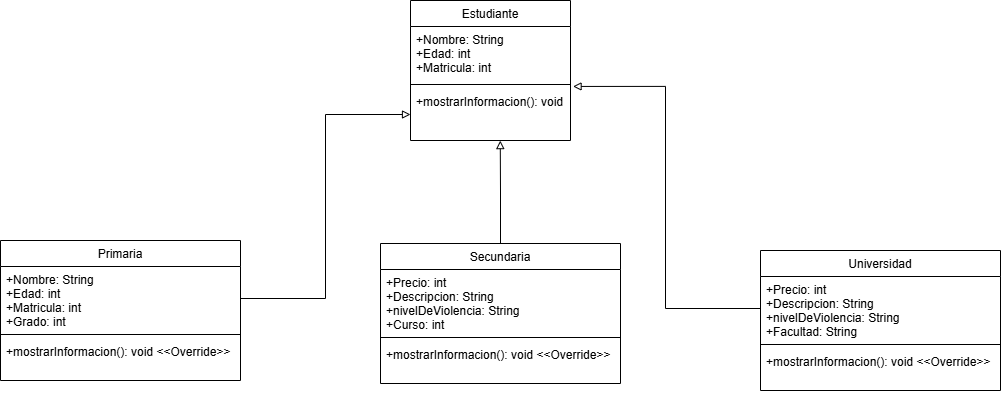 Estudiante
+Nombre: String
+Edad: int
+Matricula: int
+mostrarInformacion(): void
Primaria
+Nombre: String
+Edad: int
+Matricula: int
+Grado: int
+mostrarInformacion(): void <<Override>>
Secundaria
+Precio: int
+Descripcion: String
+nivelDeViolencia: String
+Curso: int
+mostrarInformacion(): void <<Override>>
Universidad
+Precio: int
+Descripcion: String
+nivelDeViolencia: String
+Facultad: String
+mostrarInformacion(): void <<Override>>